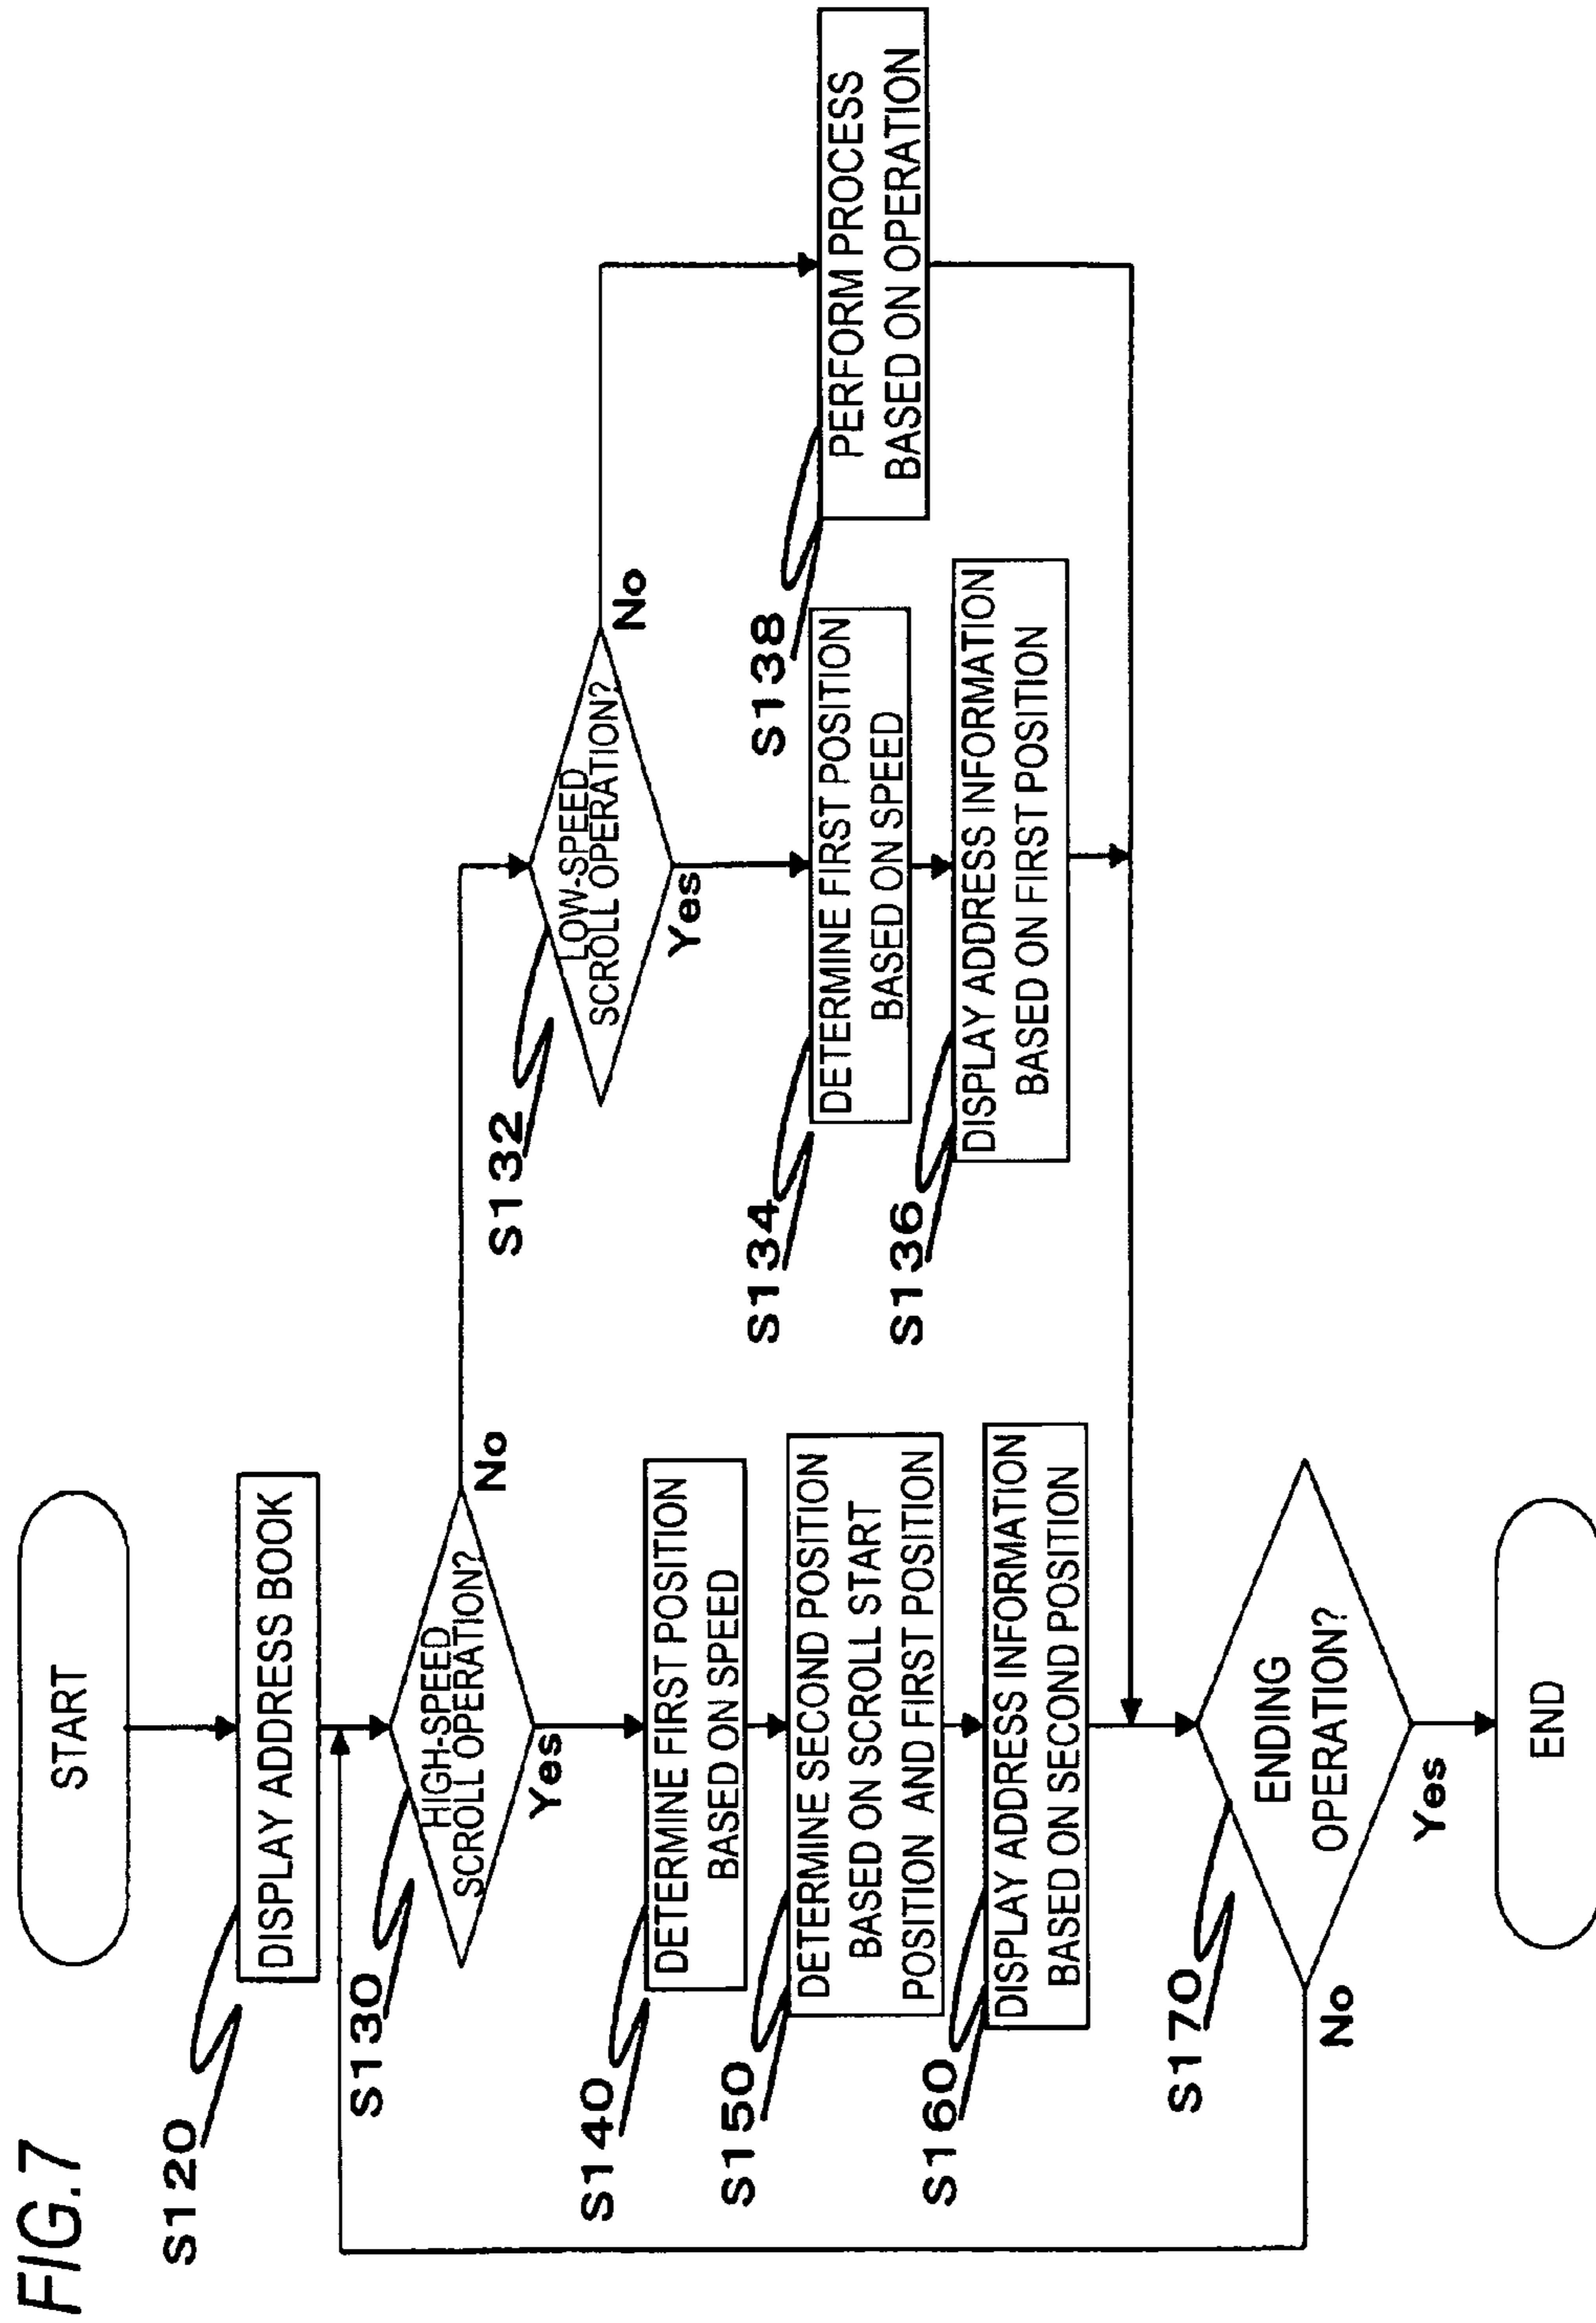 FIG.7
START
S120
DISPLAY ADDRESS BOOK
S130
HIGH-SPEED
SCROLL OPERATION?
No
Yes
S132
LOW-SPEED
SCROLL OPERATION?
No
Yes
S140
DETERMINE FIRST POSITION
BASED ON SPEED
S150
DETERMINE SECOND POSITION
BASED ON SCROLL START
POSITION AND FIRST POSITION
S160
DISPLAY ADDRESS INFORMATION
BASED ON SECOND POSITION
S134
DETERMINE FIRST POSITION
BASED ON SPEED
S136
DISPLAY ADDRESS INFORMATION
BASED ON FIRST POSITION
S138
PERFORM PROCESS
BASED ON OPERATION
S170
ENDING
OPERATION?
No
Yes
END